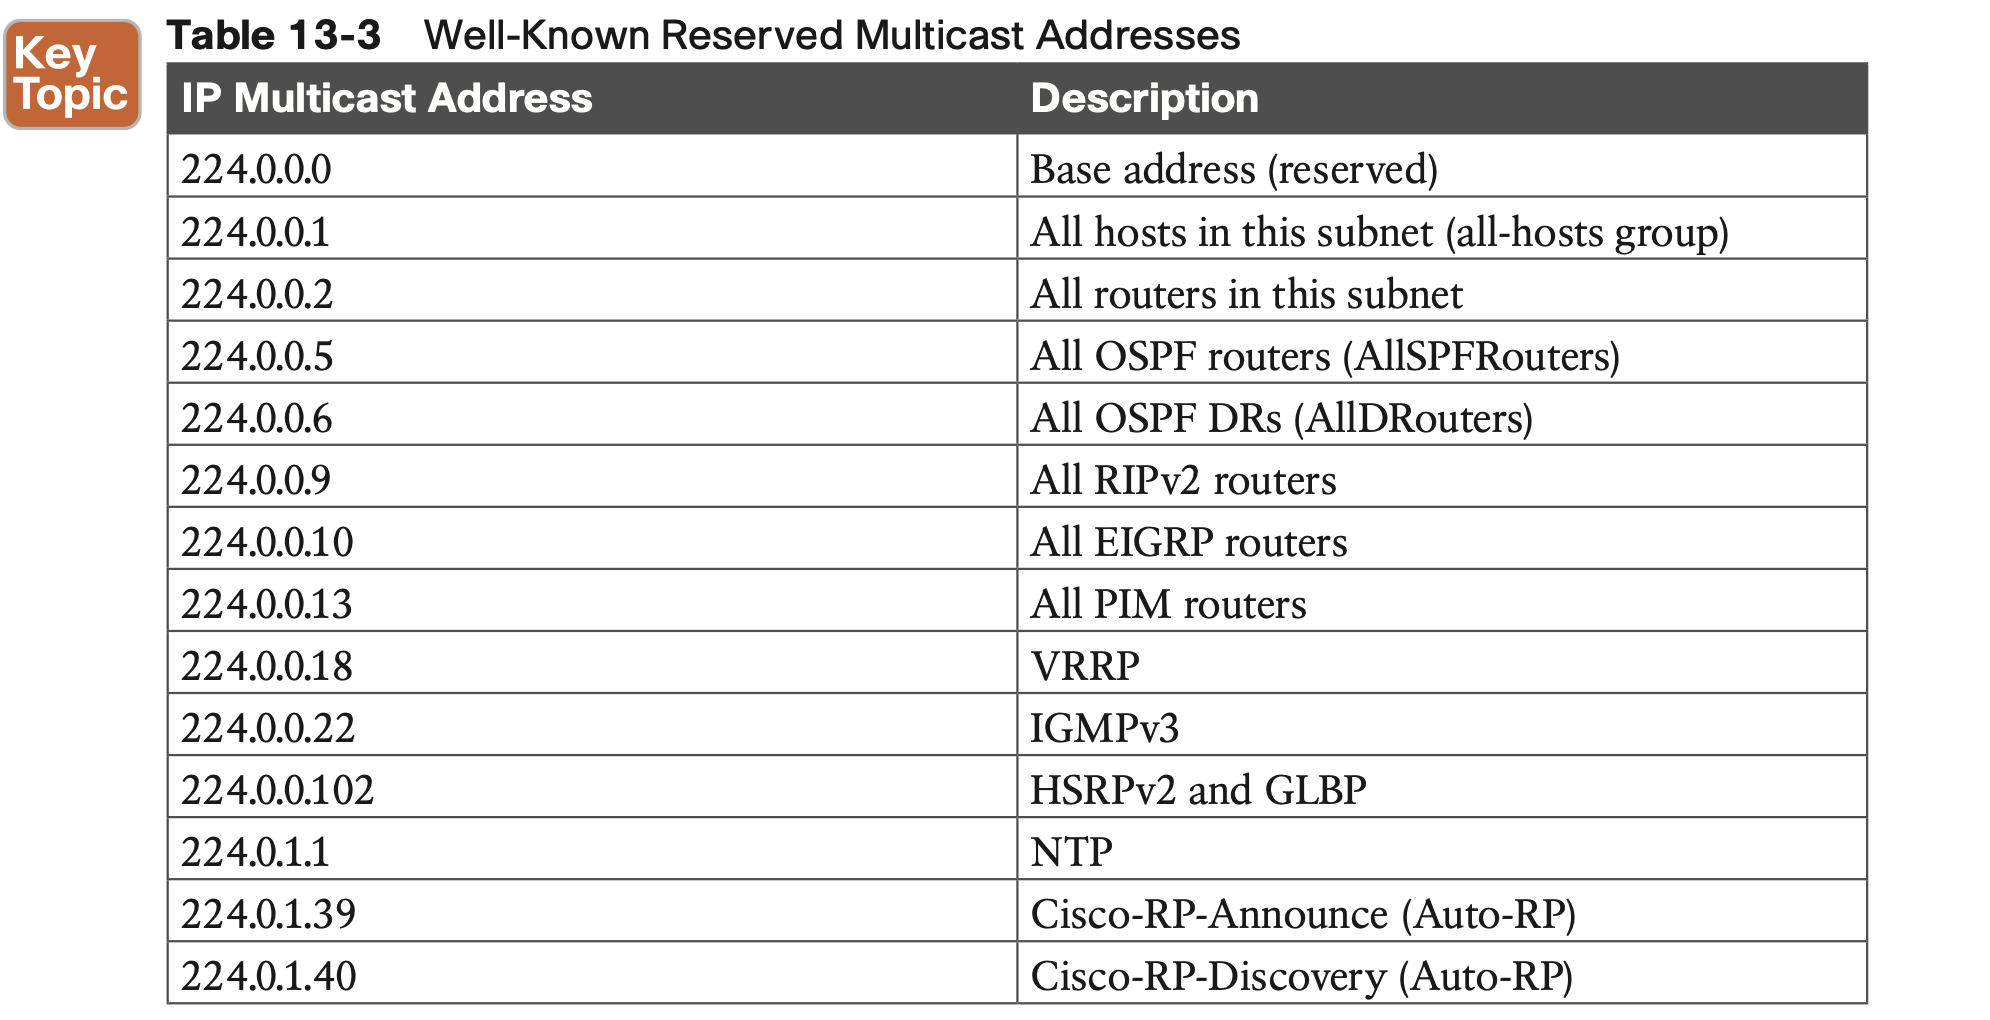 Key
Topic
Table 13-3 Well-Known Reserved Multicast Addresses
IP Multicast Address Description
224.0.0.0 Base address (reserved)
224.0.0.1 All hosts in this subnet (all-hosts group)
224.0.0.2 All routers in this subnet
224.0.0.5 All OSPF routers (AllSPFRouters)
224.0.0.6 All OSPF DRs (AllDRouters)
224.0.0.9 All RIPv2 routers
224.0.0.10 All EIGRP routers
224.0.0.13 All PIM routers
224.0.0.18 VRRP
224.0.0.22 IGMPv3
224.0.0.102 HSRPv2 and GLBP
224.0.1.1 NTP
224.0.1.39 Cisco-RP-Announce (Auto-RP)
224.0.1.40 Cisco-RP-Discovery (Auto-RP)